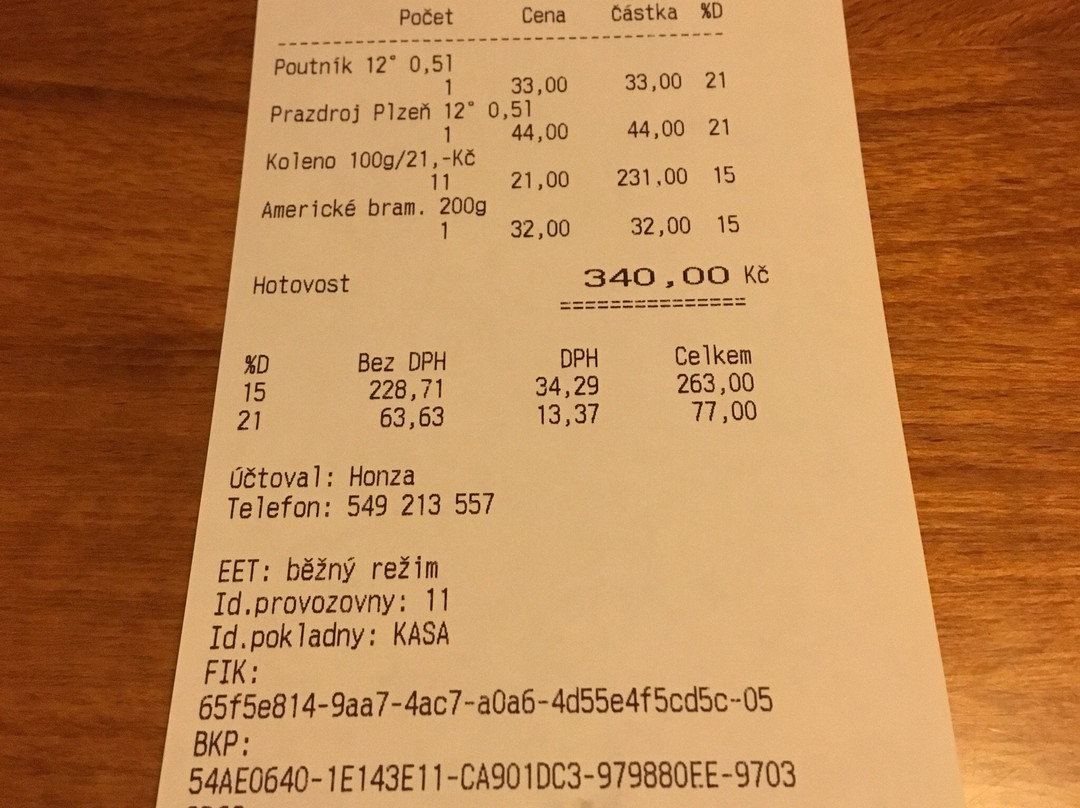 Počet Cena Částka %D
Poutník 12° 0,5l
1 33,00 33,00 21
Prazdroj Plzeň 12° 0,5l
1 44,00 44,00 21
Koleno 100g/21,-Kč
11 21,00 231,00 15
Americké bram. 200g
1 32,00 32,00 15
Hotovost 340,00 Kč
===============
%D Bez DPH DPH Celkem
15 228,71 34,29 263,00
21 63,63 13,37 77,00
Účtoval: Honza
Telefon: 549 213 557
EET: běžný režim
Id.provozovny: 11
Id.pokladny: KASA
FIK:
65f5e814-9aa7-4ac7-a0a6-4d55e4f5cd5c-05
BKP:
54AE0640-1E143E11-CA901DC3-979880EE-9703